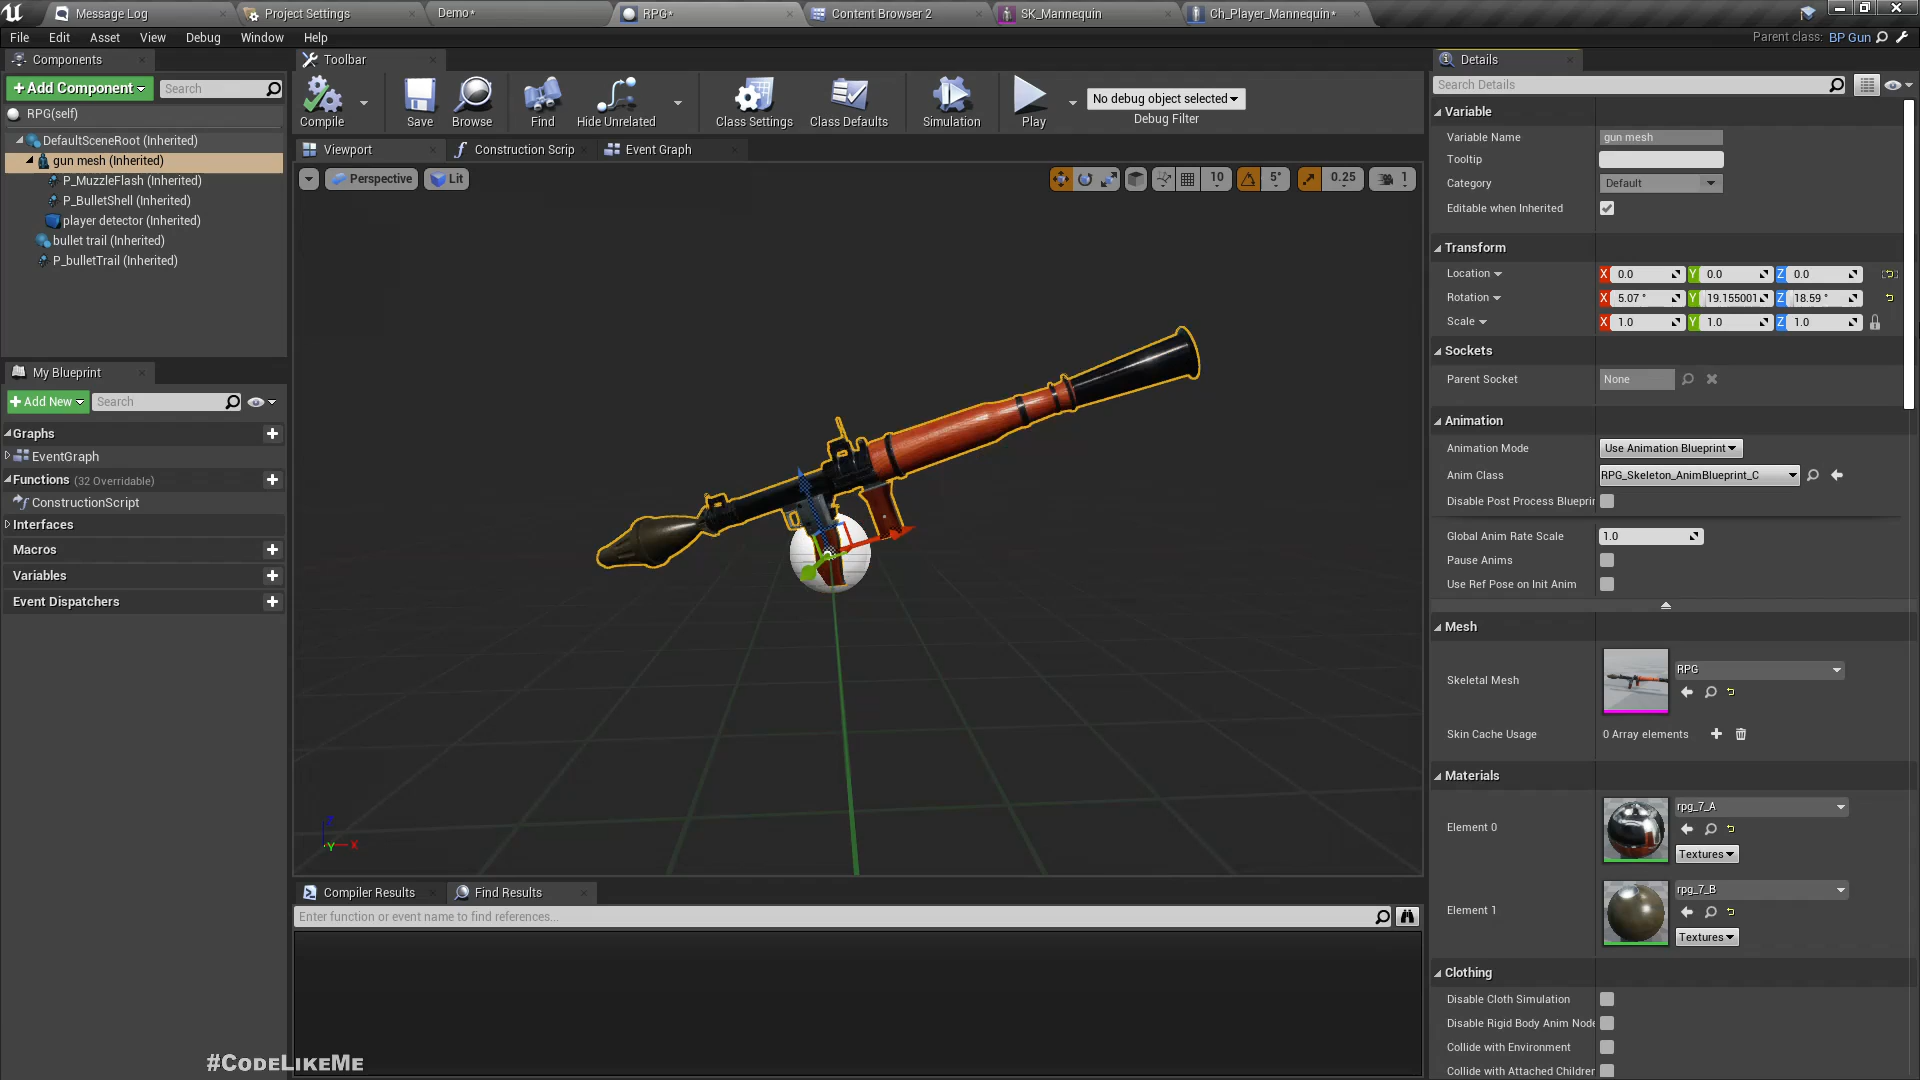 Message Log
Project Settings
Demo*
RPG*
Content Browser 2
SK_Mannequin
Ch_Player_Mannequin*
File
Edit
Asset
View
Debug
Window
Help
Parent class:
BP Gun
Components
+Add Component
Search
RPG(self)
DefaultSceneRoot (Inherited)
gun mesh (Inherited)
P_MuzzleFlash (Inherited)
P_BulletShell (Inherited)
player detector (Inherited)
bullet trail (Inherited)
P_bulletTrail (Inherited)
My Blueprint
+Add New
Search
Graphs
EventGraph
Functions (32 Overridable)
ConstructionScript
Interfaces
Macros
Variables
Event Dispatchers
Toolbar
Compile
Save
Browse
Find
Hide Unrelated
Class Settings
Class Defaults
Simulation
Play
No debug object selected
Debug Filter
Viewport
Construction Scrip
Event Graph
Perspective
Lit
10
5°
0.25
1
Z
Y
X
Compiler Results
Find Results
Enter function or event name to find references...
Details
Search Details
Variable
Variable Name
gun mesh
Tooltip
Category
Default
Editable when Inherited
Transform
Location
X 0.0
Y 0.0
Z 0.0
Rotation
X 5.07 °
Y 19.155001
Z 18.59 °
Scale
X 1.0
Y 1.0
Z 1.0
Sockets
Parent Socket
None
Animation
Animation Mode
Use Animation Blueprint
Anim Class
RPG_Skeleton_AnimBlueprint_C
Disable Post Process Blueprir
Global Anim Rate Scale
1.0
Pause Anims
Use Ref Pose on Init Anim
Mesh
Skeletal Mesh
RPG
Skin Cache Usage
0 Array elements
Materials
Element 0
rpg_7_A
Textures
Element 1
rpg_7_B
Textures
Clothing
Disable Cloth Simulation
Disable Rigid Body Anim Node
Collide with Environment
Collide with Attached Children
#CodeLikeMe